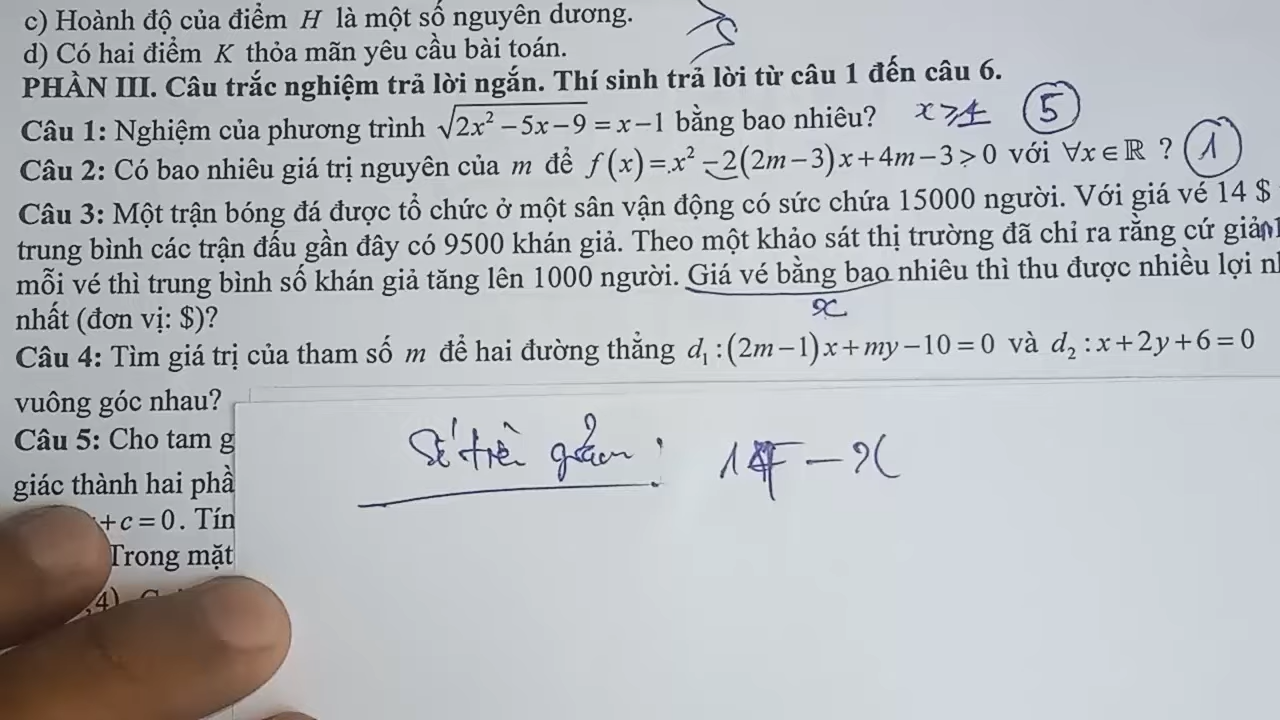 c) Hoành độ của điểm H là một số nguyên dương.
d) Có hai điểm K thỏa mãn yêu cầu bài toán.
PHẦN III. Câu trắc nghiệm trả lời ngắn. Thí sinh trả lời từ câu 1 đến câu 6.
Câu 1: Nghiệm của phương trình √(2x² − 5x − 9) = x − 1 bằng bao nhiêu? x ≥ 1 5
Câu 2: Có bao nhiêu giá trị nguyên của m để f(x) = x² − 2(2m − 3)x + 4m − 3 > 0 với ∀x ∈ ℝ ? 1
Câu 3: Một trận bóng đá được tổ chức ở một sân vận động có sức chứa 15000 người. Với giá vé 14 $
trung bình các trận đấu gần đây có 9500 khán giả. Theo một khảo sát thị trường đã chỉ ra rằng cứ giảm
mỗi vé thì trung bình số khán giả tăng lên 1000 người. Giá vé bằng bao nhiêu thì thu được nhiều lợi
x
nhất (đơn vị: $)?
Câu 4: Tìm giá trị của tham số m để hai đường thẳng d₁ : (2m − 1)x + my − 10 = 0 và d₂ : x + 2y + 6 = 0
vuông góc nhau?
Số tiền giảm : 14 − x
Câu 5: Cho tam g
giác thành hai phầ
+ c = 0. Tín
Trong mặt